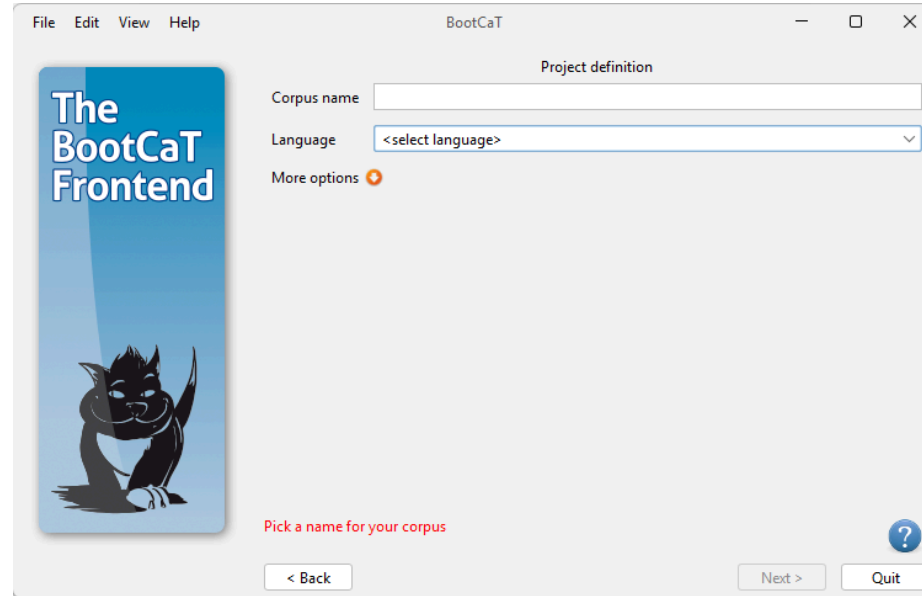 File Edit View Help BootCaT
Project definition
The
BootCaT
Frontend
Corpus name
Language <select language>
More options
Pick a name for your corpus
?
< Back Next > Quit